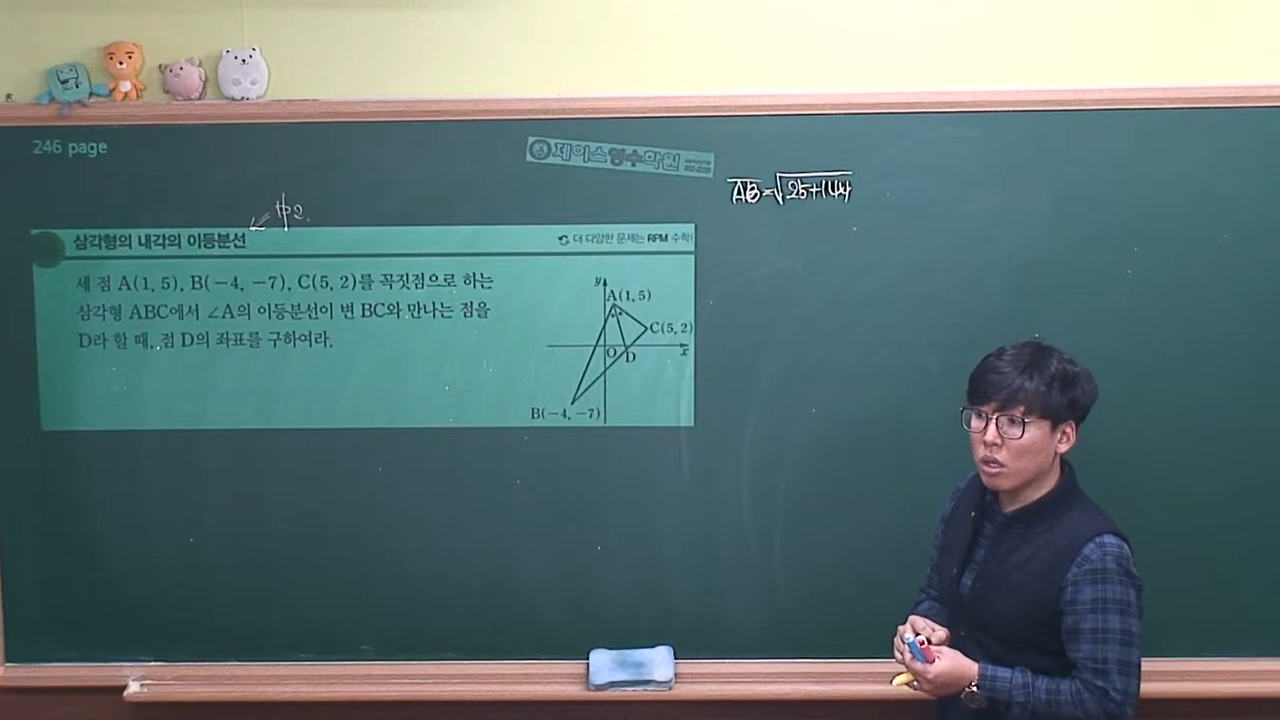 246 page
제이스영수학원
AB=√25+144
중2.
삼각형의 내각의 이등분선
더 다양한 문제는 RPM 수학(
세 점 A(1, 5), B(−4, −7), C(5, 2)를 꼭짓점으로 하는
삼각형 ABC에서 ∠A의 이등분선이 변 BC와 만나는 점을
D라 할 때, 점 D의 좌표를 구하여라.
y
A(1, 5)
C(5, 2)
O D x
B(−4, −7)